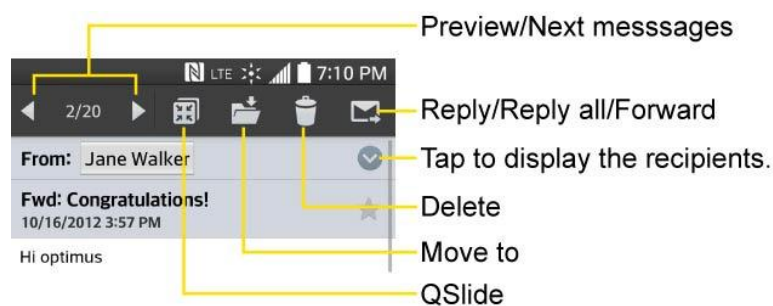 Preview/Next messsages
N LTE 7:10 PM
2/20
Reply/Reply all/Forward
From: Jane Walker
Tap to display the recipients.
Fwd: Congratulations!
10/16/2012 3:57 PM
Delete
Hi optimus
Move to
QSlide